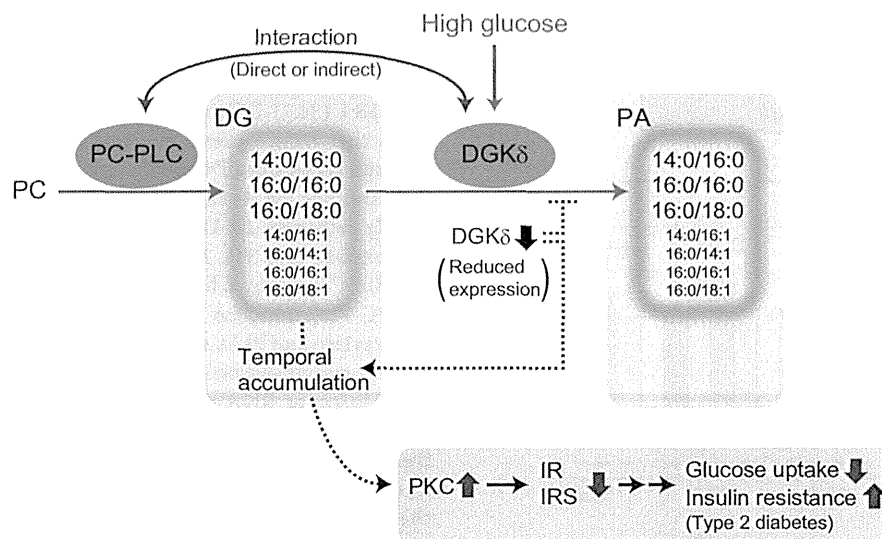 High glucose
Interaction
(Direct or indirect)
DG
PA
PC-PLC
DGKδ
PC
14:0/16:0
16:0/16:0
16:0/18:0
14:0/16:1
16:0/14:1
16:0/16:1
16:0/18:1
14:0/16:0
16:0/16:0
16:0/18:0
14:0/16:1
16:0/14:1
16:0/16:1
16:0/18:1
DGKδ
(Reduced
expression)
Temporal
accumulation
PKC
IR
IRS
Glucose uptake
Insulin resistance
(Type 2 diabetes)